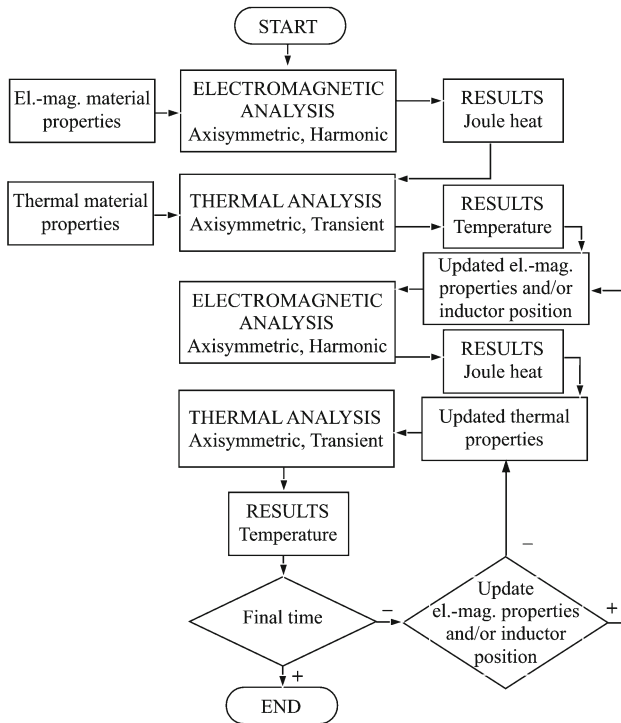 START
El.-mag. material
properties
ELECTROMAGNETIC
ANALYSIS
Axisymmetric, Harmonic
RESULTS
Joule heat
Thermal material
properties
THERMAL ANALYSIS
Axisymmetric, Transient
RESULTS
Temperature
Updated el.-mag.
properties and/or
inductor position
ELECTROMAGNETIC
ANALYSIS
Axisymmetric, Harmonic
RESULTS
Joule heat
THERMAL ANALYSIS
Axisymmetric, Transient
Updated thermal
properties
RESULTS
Temperature
Final time
–
+
Update
el.-mag. properties
and/or inductor
position
–
+
END